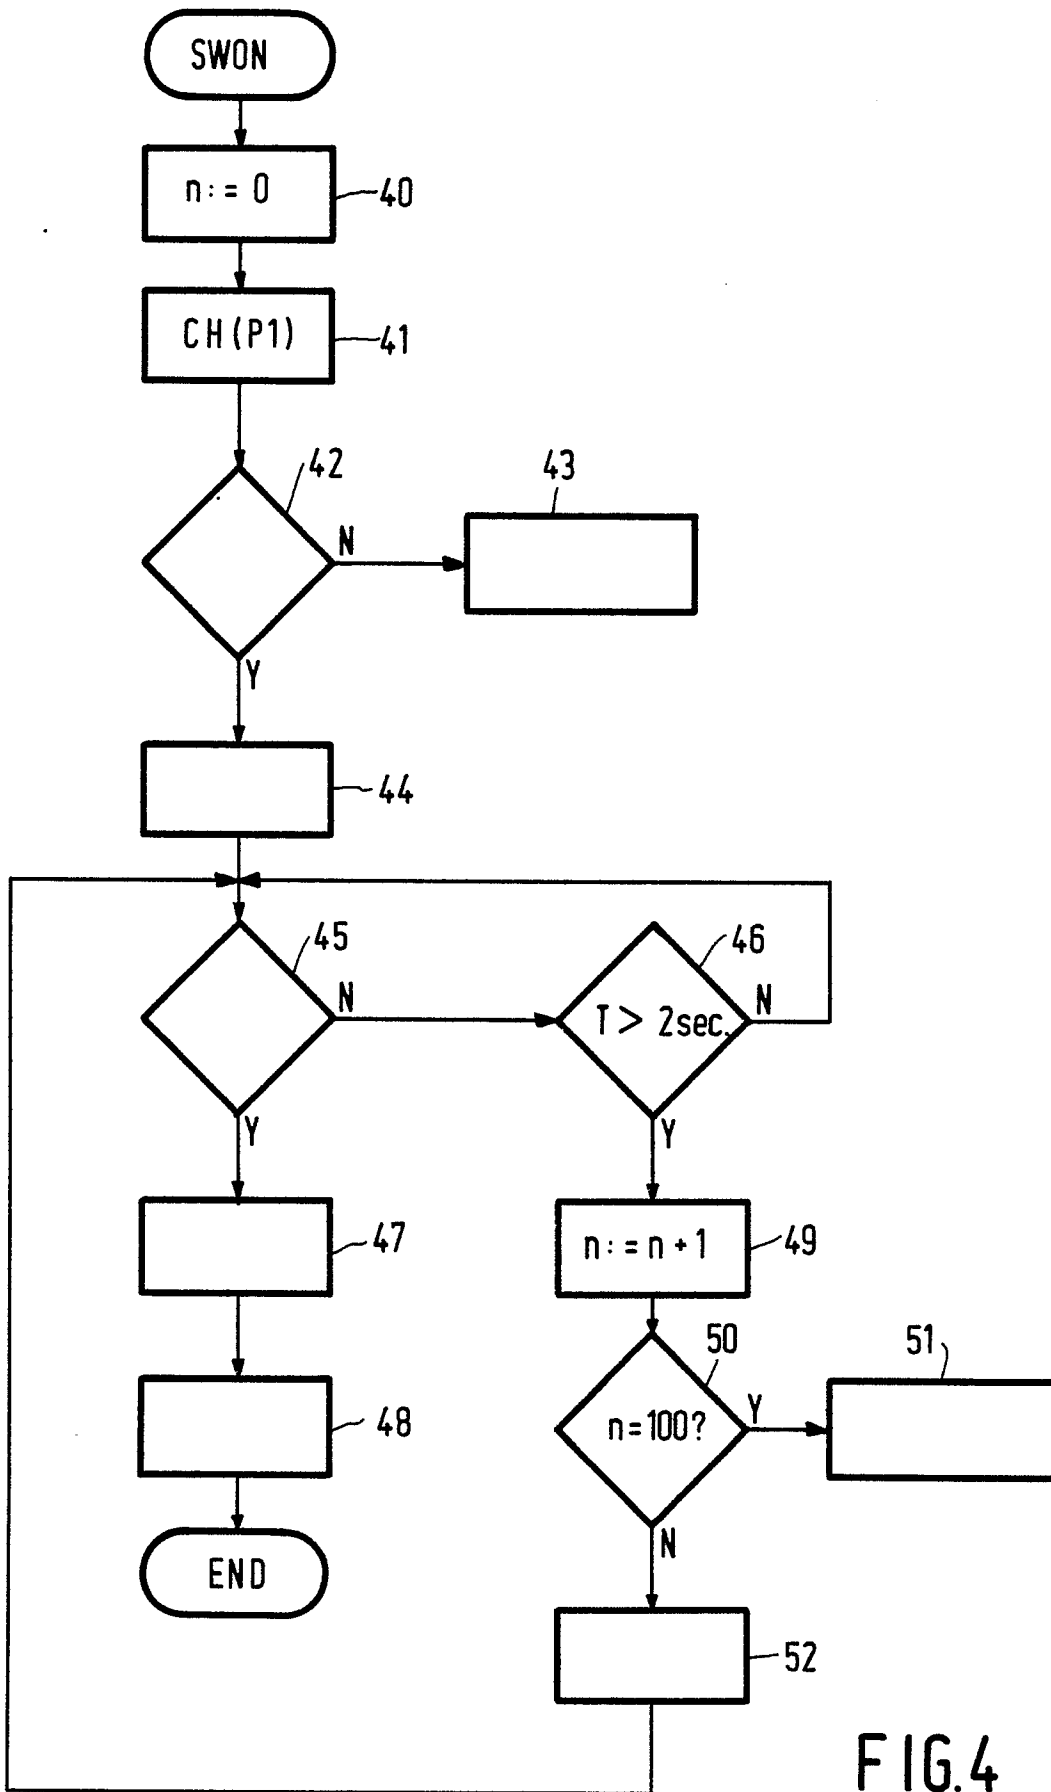 SWON
n:= 0
40
CH(P1)
41
42
43
N
Y
44
45
46
N
T > 2sec.
N
Y
Y
47
n:= n+1
49
50
51
48
n=100?
Y
N
END
52
FIG.4